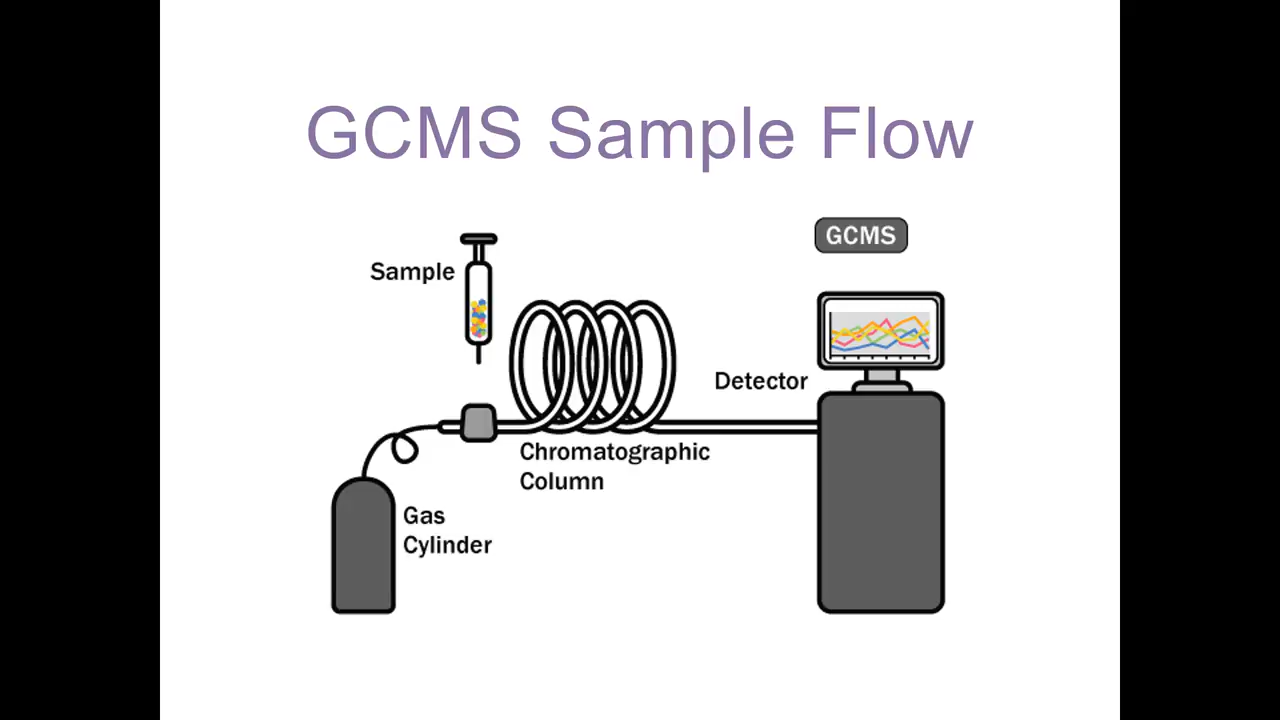 GCMS Sample Flow
GCMS
Sample
Detector
Chromatographic
Column
Gas
Cylinder